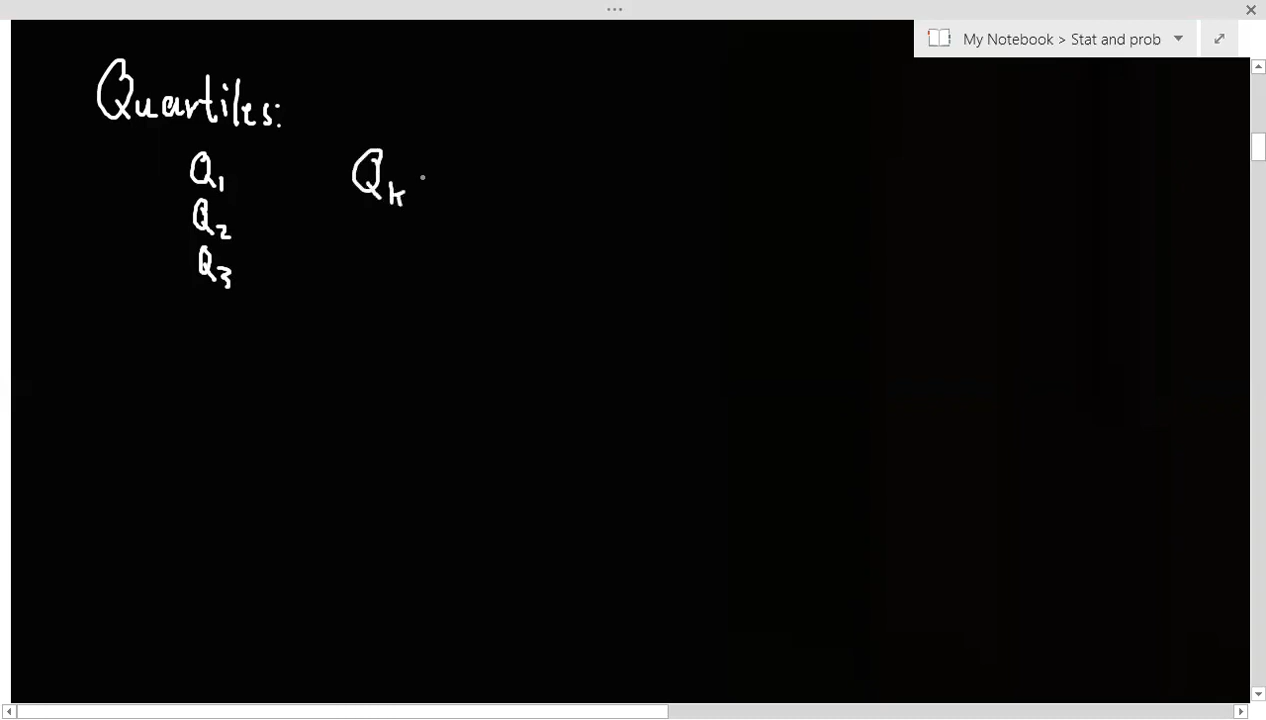 My Notebook > Stat and prob
Quartiles:
Q₁ Qₖ
Q₂
Q₃